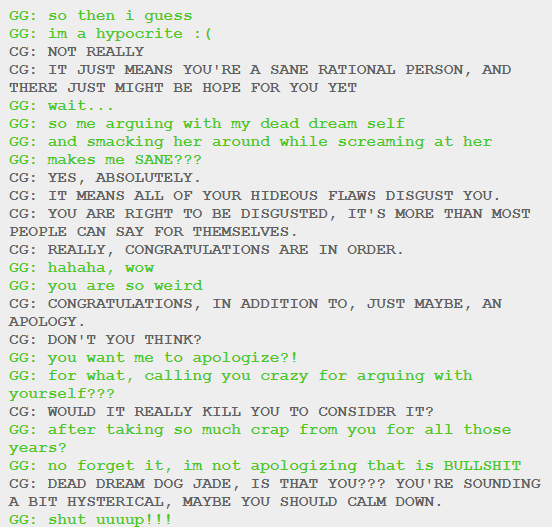 GG: so then i guess
GG: im a hypocrite :(
CG: NOT REALLY
CG: IT JUST MEANS YOU'RE A SANE RATIONAL PERSON, AND
THERE JUST MIGHT BE HOPE FOR YOU YET
GG: wait...
GG: so me arguing with my dead dream self
GG: and smacking her around while screaming at her
GG: makes me SANE???
CG: YES, ABSOLUTELY.
CG: IT MEANS ALL OF YOUR HIDEOUS FLAWS DISGUST YOU.
CG: YOU ARE RIGHT TO BE DISGUSTED, IT'S MORE THAN MOST
PEOPLE CAN SAY FOR THEMSELVES.
CG: REALLY, CONGRATULATIONS ARE IN ORDER.
GG: hahaha, wow
GG: you are so weird
CG: CONGRATULATIONS, IN ADDITION TO, JUST MAYBE, AN
APOLOGY.
CG: DON'T YOU THINK?
GG: you want me to apologize?!
GG: for what, calling you crazy for arguing with
yourself???
CG: WOULD IT REALLY KILL YOU TO CONSIDER IT?
GG: after taking so much crap from you for all those
years?
GG: no forget it, im not apologizing that is BULLSHIT
CG: DEAD DREAM DOG JADE, IS THAT YOU??? YOU'RE SOUNDING
A BIT HYSTERICAL, MAYBE YOU SHOULD CALM DOWN.
GG: shut uuuup!!!